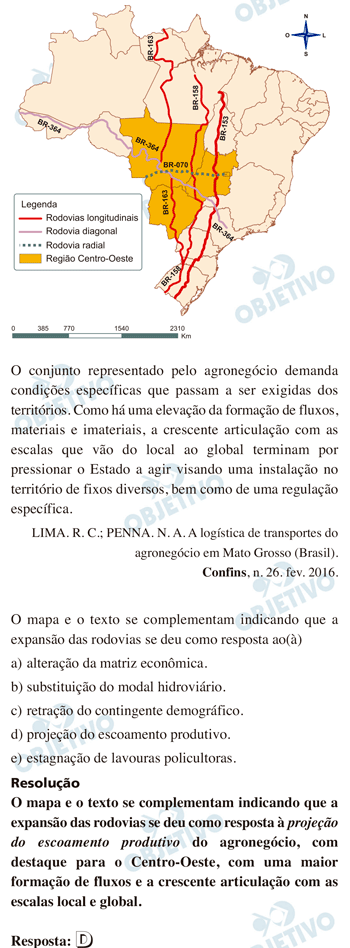 OBJETIVO
N
O
L
S
BR-163
BR-158
BR-153
BR-364
BR-364
BR-070
BR-163
BR-364
BR-158
Legenda
Rodovias longitudinais
Rodovia diagonal
Rodovia radial
Região Centro-Oeste
OBJETIVO
0 385 770 1540 2310
Km
O conjunto representado pelo agronegócio demanda
condições específicas que passam a ser exigidas dos
territórios. Como há uma elevação da formação de fluxos,
materiais e imateriais, a crescente articulação com as
escalas que vão do local ao global terminam por
pressionar o Estado a agir visando uma instalação no
território de fixos diversos, bem como de uma regulação
específica.
LIMA. R. C.; PENNA. N. A. A logística de transportes do
agronegócio em Mato Grosso (Brasil).
Confins, n. 26. fev. 2016.
O mapa e o texto se complementam indicando que a
expansão das rodovias se deu como resposta ao(à)
a) alteração da matriz econômica.
b) substituição do modal hidroviário.
c) retração do contingente demográfico.
d) projeção do escoamento produtivo.
e) estagnação de lavouras policultoras.
Resolução
O mapa e o texto se complementam indicando que a
expansão das rodovias se deu como resposta à projeção
do escoamento produtivo do agronegócio, com
destaque para o Centro-Oeste, com uma maior
formação de fluxos e a crescente articulação com as
escalas local e global.
Resposta: D